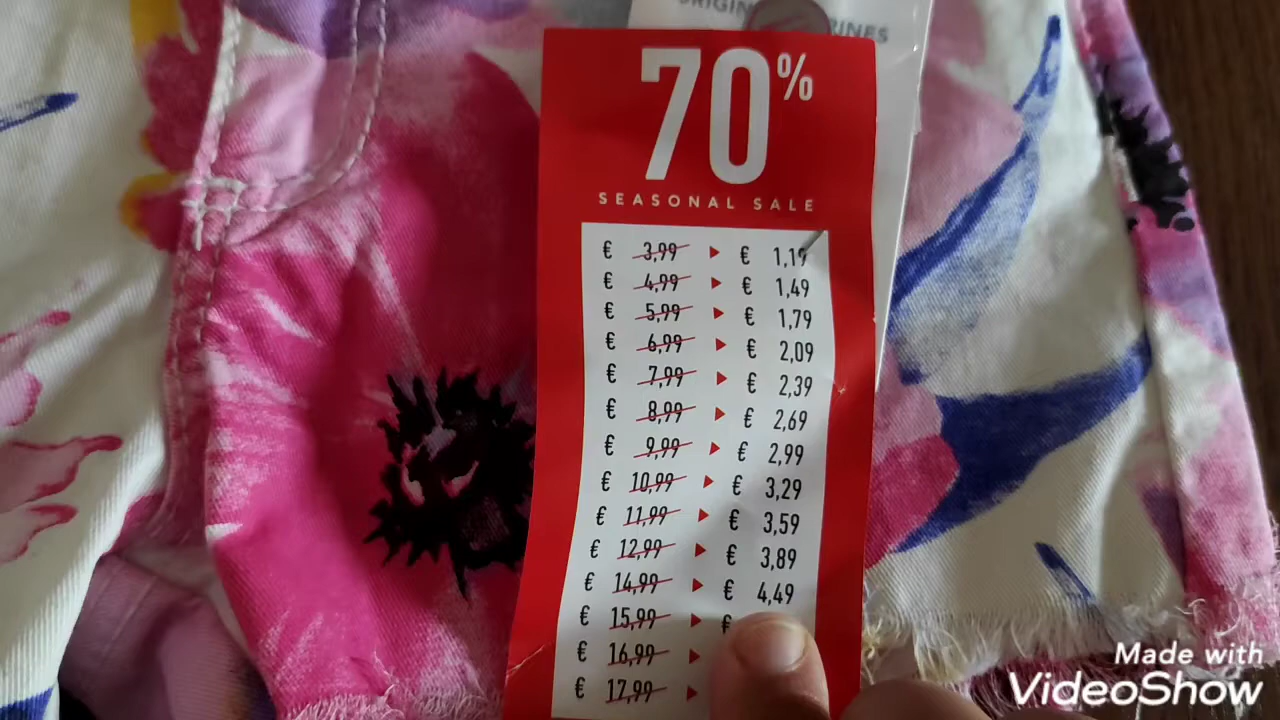 70%
SEASONAL SALE
€ 3,99 ▶ € 1,19
€ 4,99 ▶ € 1,49
€ 5,99 ▶ € 1,79
€ 6,99 ▶ € 2,09
€ 7,99 ▶ € 2,39
€ 8,99 ▶ € 2,69
€ 9,99 ▶ € 2,99
€ 10,99 ▶ € 3,29
€ 11,99 ▶ € 3,59
€ 12,99 ▶ € 3,89
€ 14,99 ▶ € 4,49
€ 15,99 ▶ €
€ 16,99 ▶
€ 17,99 ▶
Made with
VideoShow